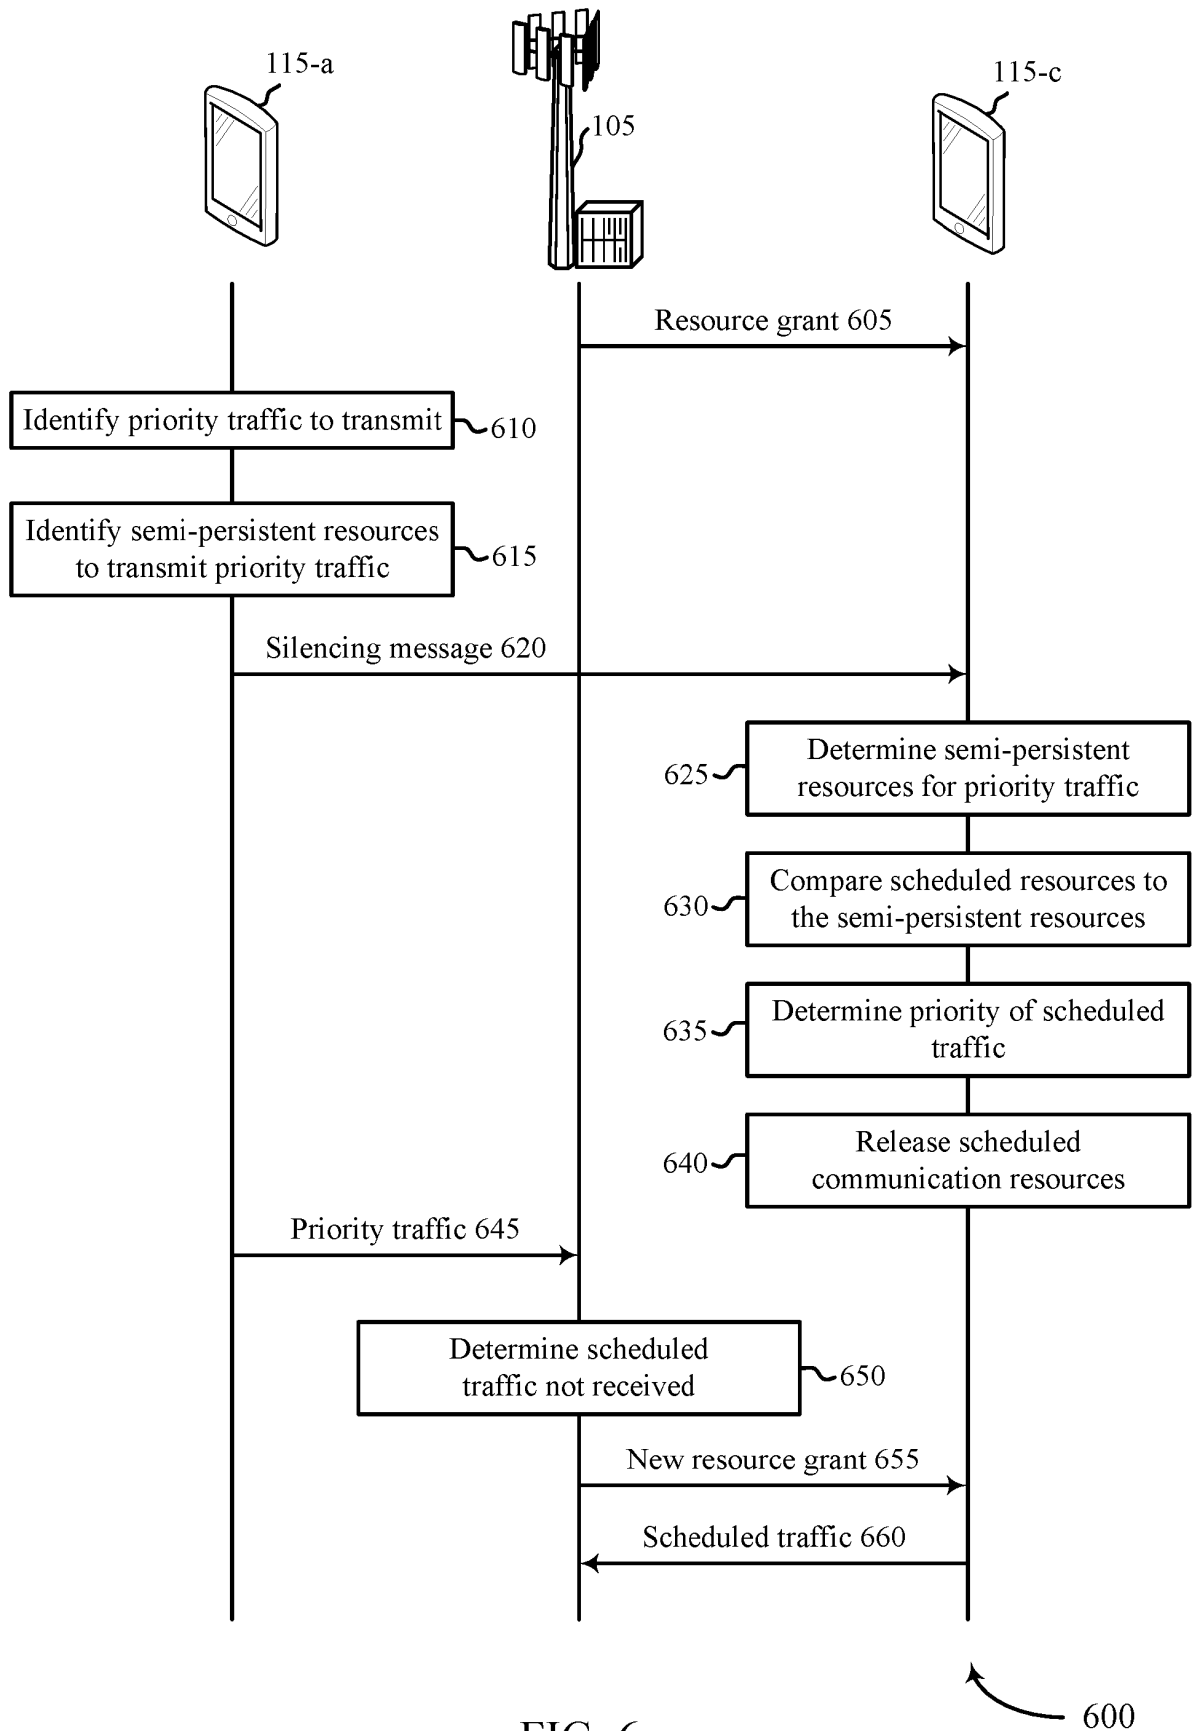 115-a
105
115-c
Resource grant 605
Identify priority traffic to transmit
610
Identify semi-persistent resources
to transmit priority traffic
615
Silencing message 620
Determine semi-persistent
resources for priority traffic
625
Compare scheduled resources to
the semi-persistent resources
630
Determine priority of scheduled
traffic
635
Release scheduled
communication resources
640
Priority traffic 645
Determine scheduled
traffic not received
650
New resource grant 655
Scheduled traffic 660
600
FIG. 6